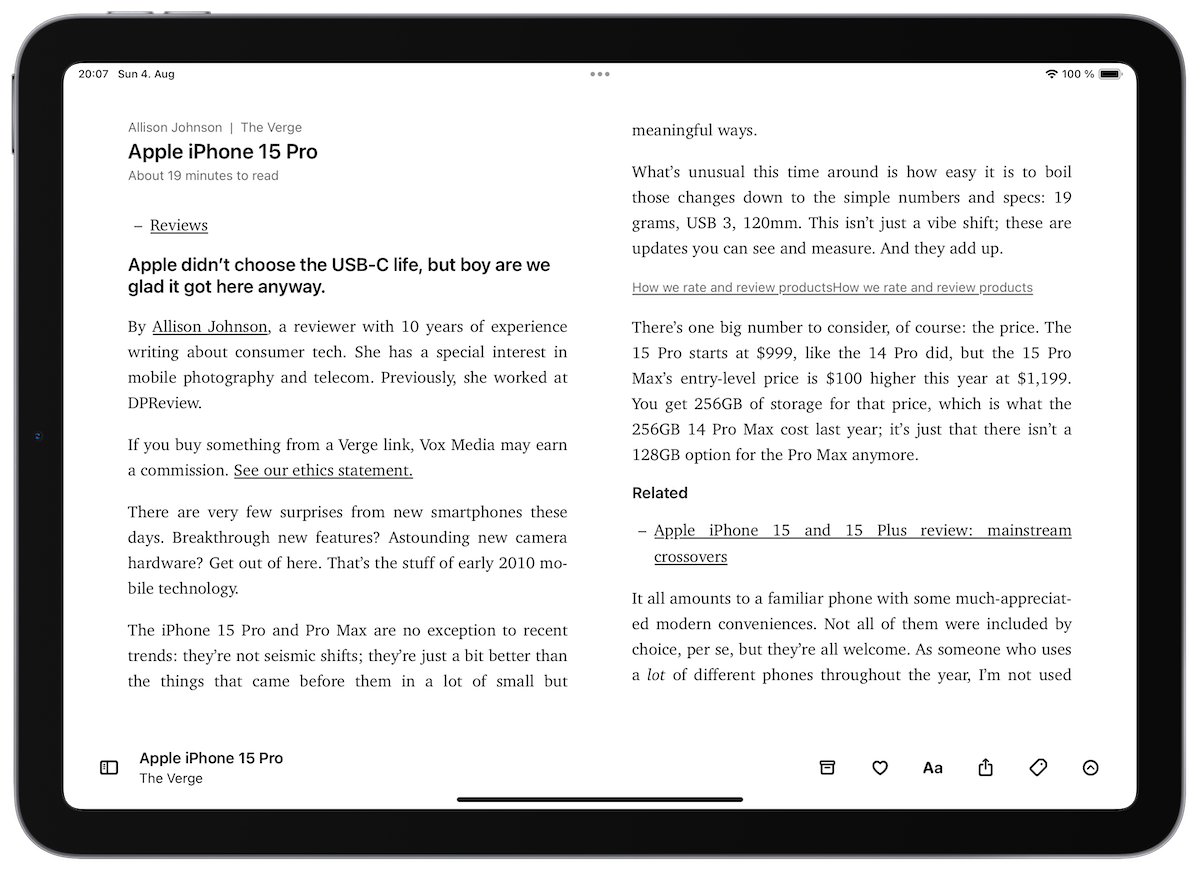 20:07 Sun 4. Aug
100 %
Allison Johnson | The Verge
Apple iPhone 15 Pro
About 19 minutes to read
– Reviews
Apple didn’t choose the USB-C life, but boy are we
glad it got here anyway.
By Allison Johnson, a reviewer with 10 years of experience
writing about consumer tech. She has a special interest in
mobile photography and telecom. Previously, she worked at
DPReview.
If you buy something from a Verge link, Vox Media may earn
a commission. See our ethics statement.
There are very few surprises from new smartphones these
days. Breakthrough new features? Astounding new camera
hardware? Get out of here. That’s the stuff of early 2010 mo-
bile technology.
The iPhone 15 Pro and Pro Max are no exception to recent
trends: they’re not seismic shifts; they’re just a bit better than
the things that came before them in a lot of small but
meaningful ways.
What’s unusual this time around is how easy it is to boil
those changes down to the simple numbers and specs: 19
grams, USB 3, 120mm. This isn’t just a vibe shift; these are
updates you can see and measure. And they add up.
How we rate and review productsHow we rate and review products
There’s one big number to consider, of course: the price. The
15 Pro starts at $999, like the 14 Pro did, but the 15 Pro
Max’s entry-level price is $100 higher this year at $1,199.
You get 256GB of storage for that price, which is what the
256GB 14 Pro Max cost last year; it’s just that there isn’t a
128GB option for the Pro Max anymore.
Related
– Apple iPhone 15 and 15 Plus review: mainstream
crossovers
It all amounts to a familiar phone with some much-appreciat-
ed modern conveniences. Not all of them were included by
choice, per se, but they’re all welcome. As someone who uses
a lot of different phones throughout the year, I’m not used
Apple iPhone 15 Pro
The Verge
Aa